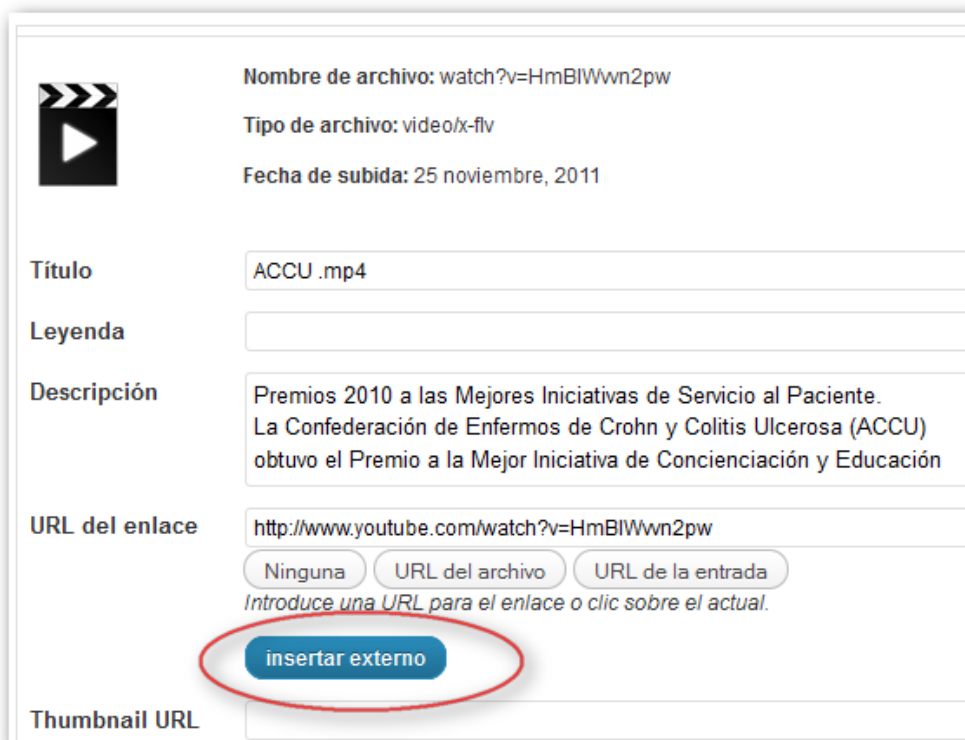 Nombre de archivo: watch?v=HmBIWvvn2pw
Tipo de archivo: video/x-flv
Fecha de subida: 25 noviembre, 2011
Título
ACCU .mp4
Leyenda
Descripción
Premios 2010 a las Mejores Iniciativas de Servicio al Paciente.
La Confederación de Enfermos de Crohn y Colitis Ulcerosa (ACCU)
obtuvo el Premio a la Mejor Iniciativa de Concienciación y Educación
URL del enlace
http://www.youtube.com/watch?v=HmBIWvvn2pw
Ninguna
URL del archivo
URL de la entrada
Introduce una URL para el enlace o clic sobre el actual.
insertar externo
Thumbnail URL